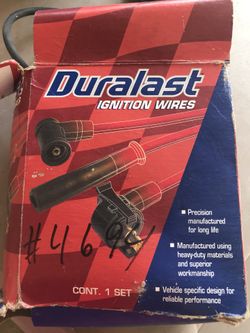 Duralast
IGNITION WIRES
■ Precision
manufactured for
long life
■ Manufactured using
heavy-duty materials
and superior
workmanship
■ Vehicle specific design for
reliable performance
#4694
CONT. 1 SET